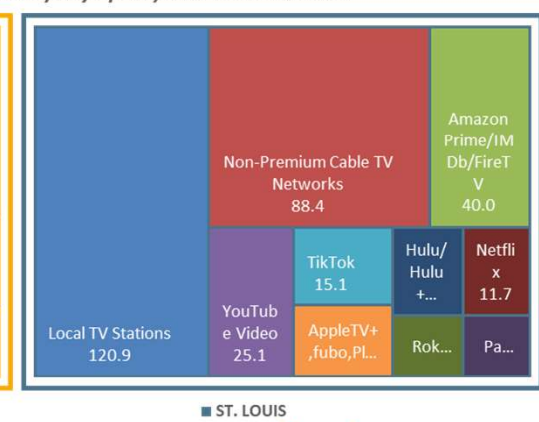 Local TV Stations
120.9
Non-Premium Cable TV
Networks
88.4
Amazon
Prime/IM
Db/FireT
V
40.0
YouTub
e Video
25.1
TikTok
15.1
AppleTV+
,fubo,Pl...
Hulu/
Hulu
+...
Netfli
x
11.7
Rok...
Pa...
ST. LOUIS